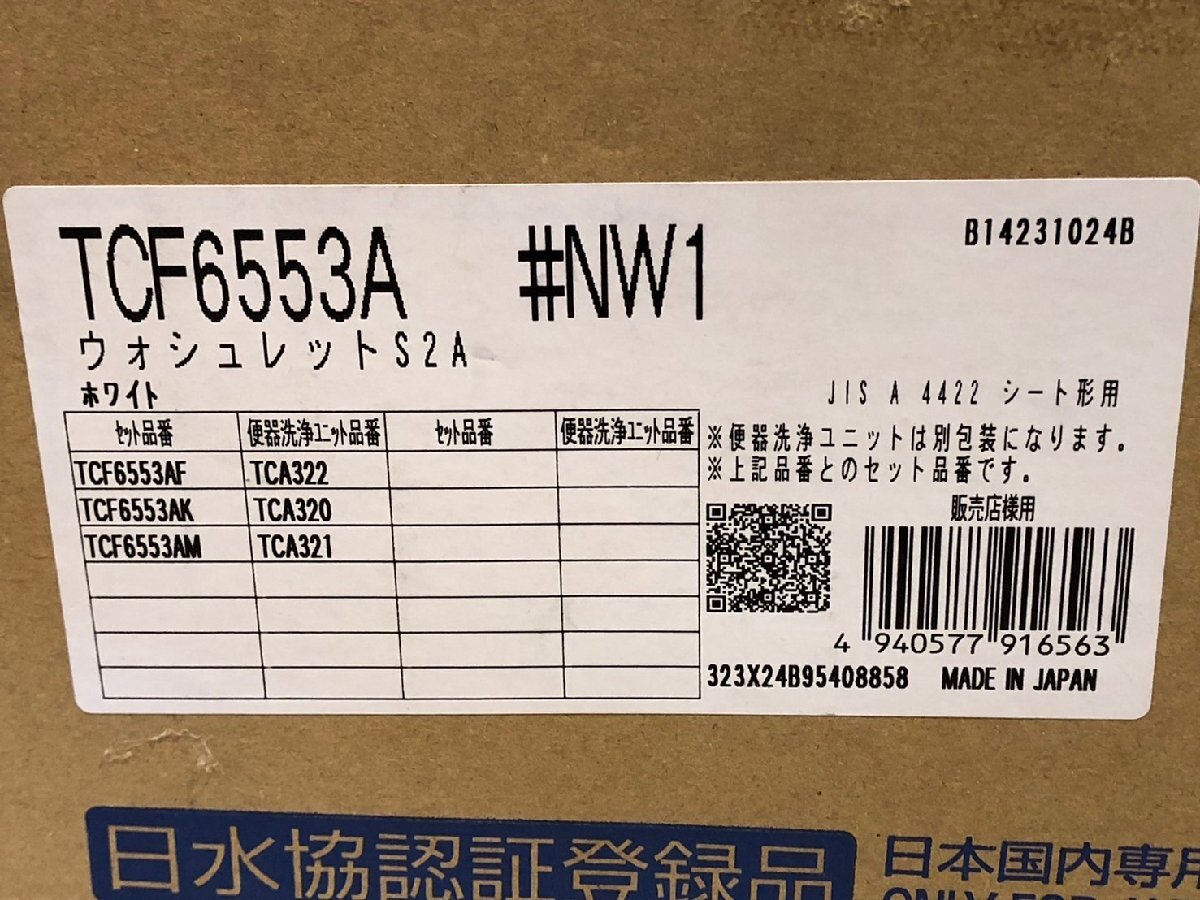 TCF6553A #NW1 B14231024B
ウォシュレットS2A
ホワイト
JIS A 4422 シート形用
セット品番 便器洗浄ユニット品番 セット品番 便器洗浄ユニット品番
TCF6553AF TCA322
TCF6553AK TCA320
TCF6553AM TCA321
※便器洗浄ユニットは別包装になります。
※上記品番とのセット品番です。
販売店様用
4 940577 916563
323X24B95408858 MADE IN JAPAN
日水協認証登録品
日本国内専用
ONLY FOR